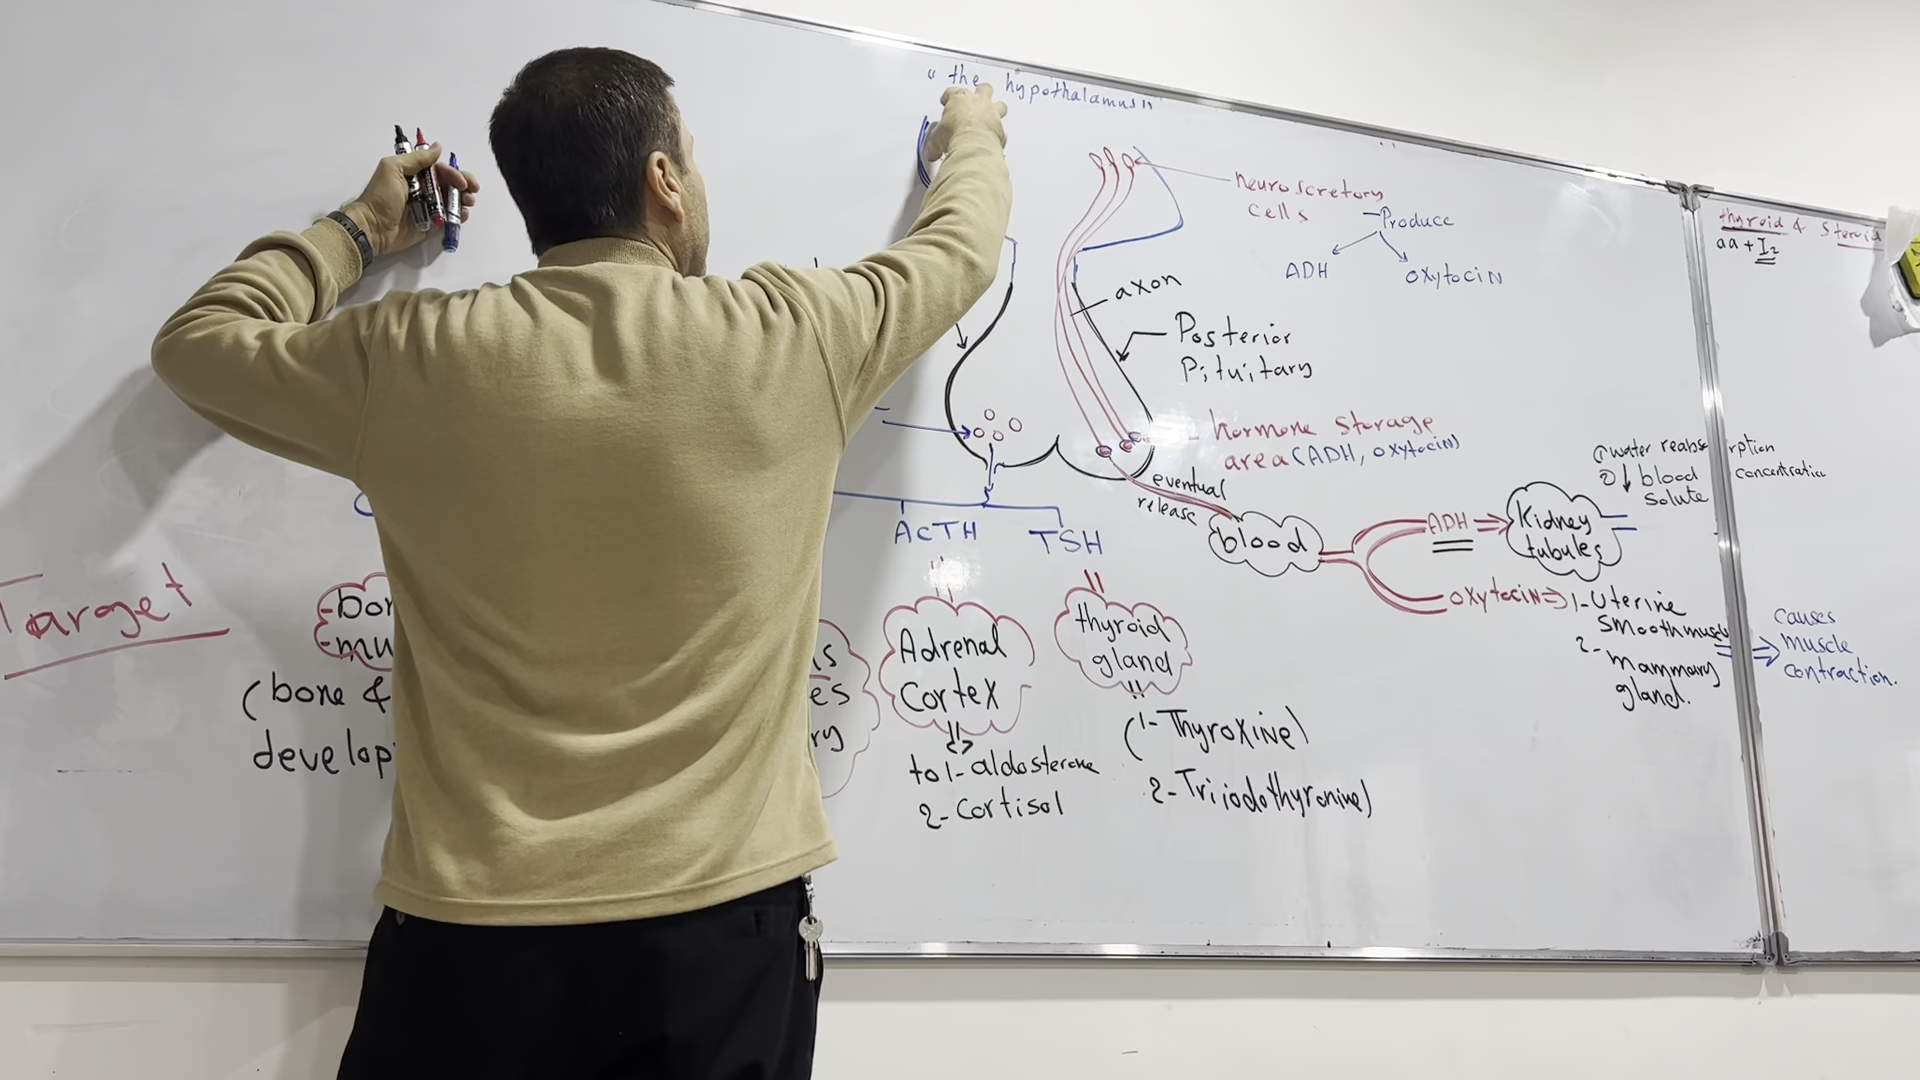 " the hypothalamus "
neuroscretory
cells
Produce
ADH
oxytocin
axon
Posterior
Pituitary
hormone storage
area (ADH, oxytocin)
eventual
release
blood
ADH
Kidney
tubules
① water reabsorption
② ↓ blood
solute concentration
oxytocin ⇒ 1- Uterine
Smooth muscle
2- mammary
gland.
causes
muscle
contraction.
thyroid & Steroid
aa + I2
ACTH
TSH
Target
(bone &
Adrenal
Cortex
to 1- aldosterone
2- Cortisol
thyroid
gland
(1- Thyroxine)
2- Triiodothyronine)